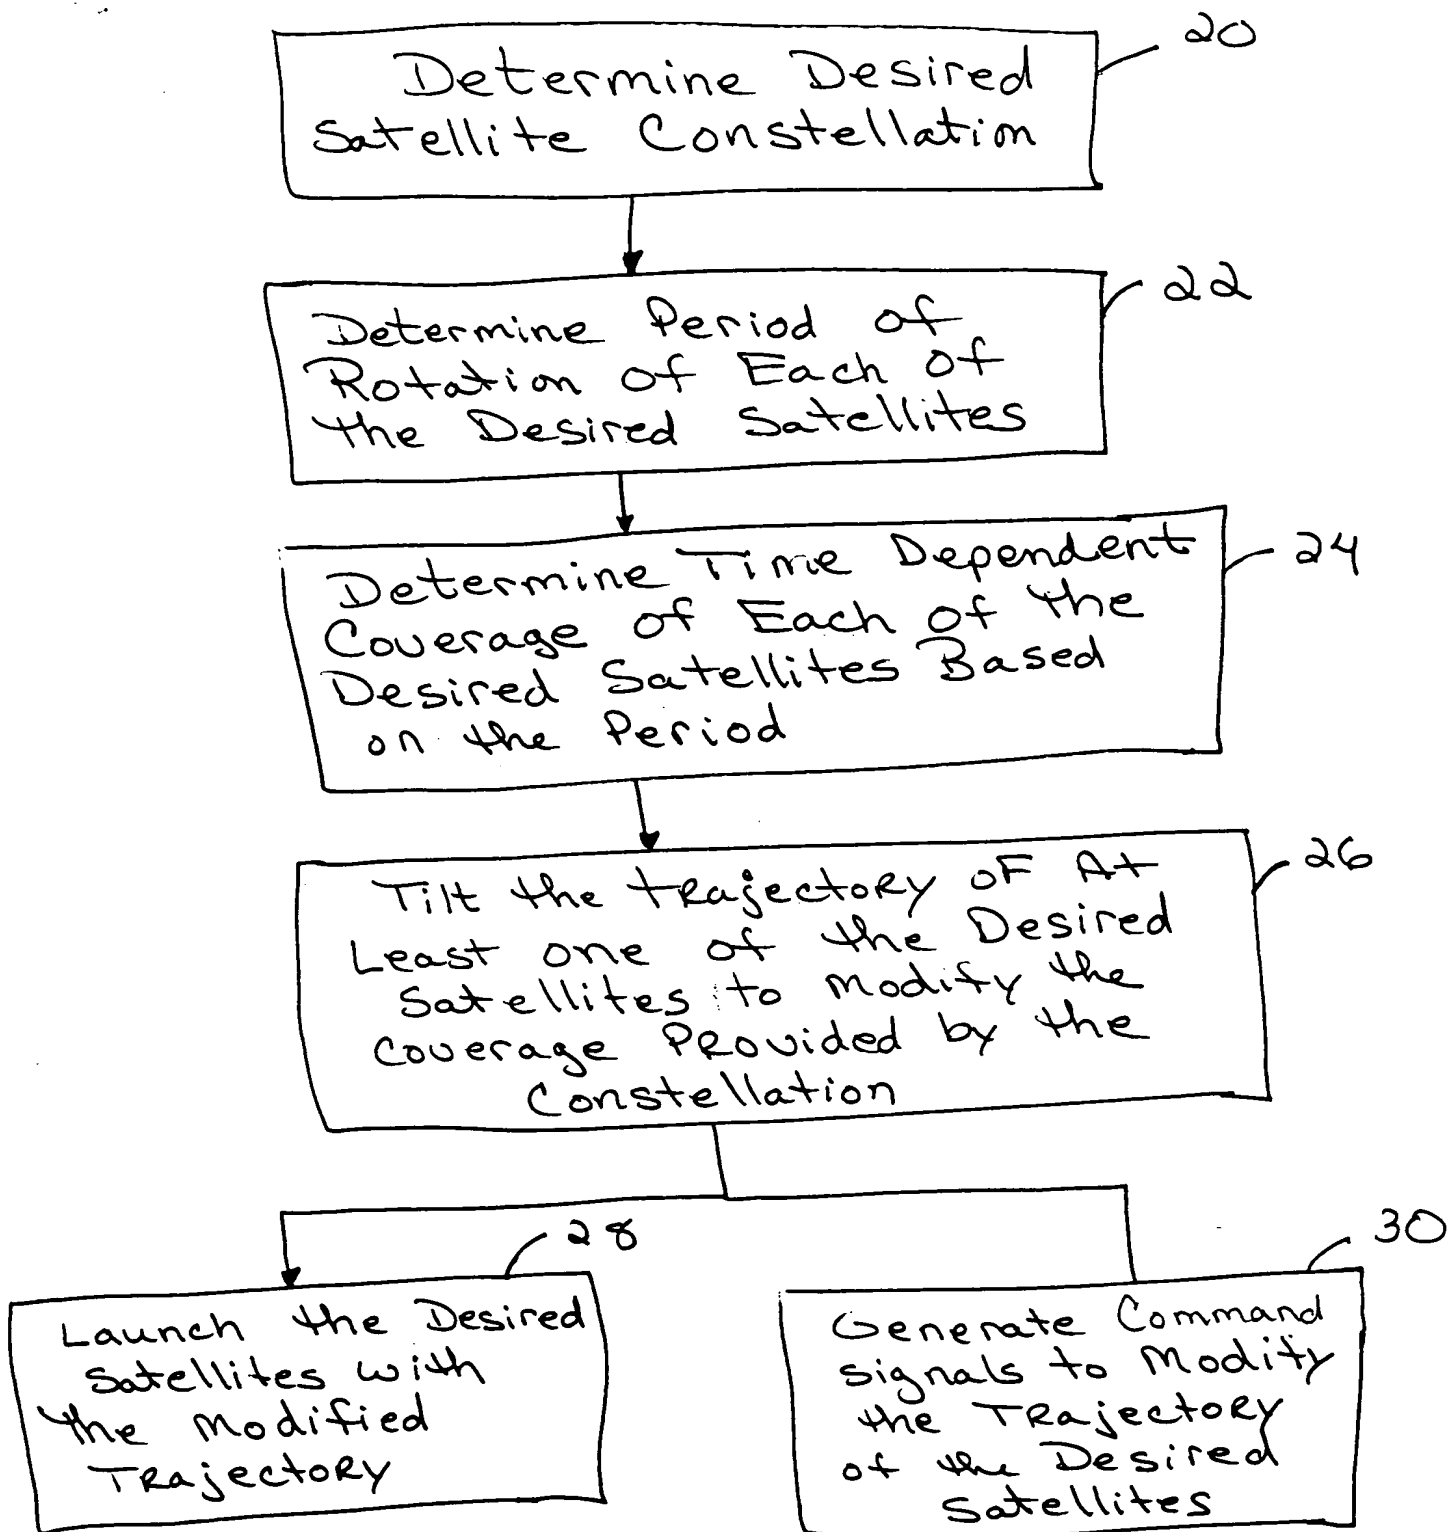 20
Determine Desired
Satellite Constellation
22
Determine Period of
Rotation of Each of
the Desired Satellites
24
Determine Time Dependent
Coverage of Each of the
Desired Satellites Based
on the Period
26
Tilt the Trajectory of At
Least one of the Desired
Satellites to Modify the
Coverage Provided by the
Constellation
28
Launch the Desired
Satellites with
the Modified
Trajectory
30
Generate Command
signals to Modify
the Trajectory
of the Desired
Satellites